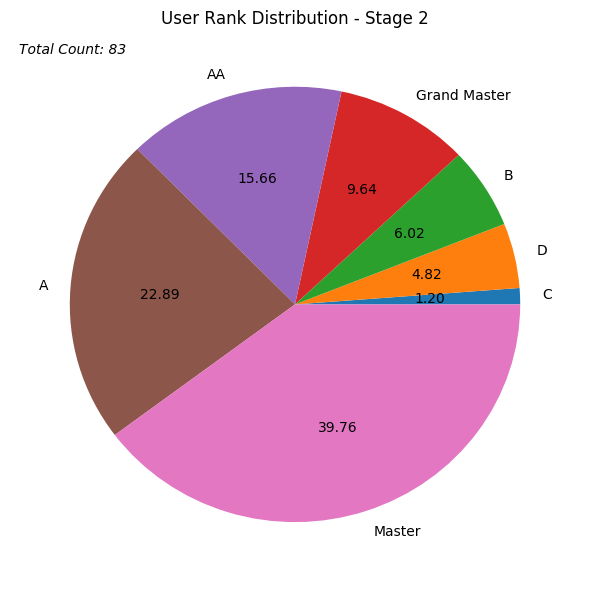 User Rank Distribution - Stage 2
Total Count: 83
AA
Grand Master
15.66
9.64
B
6.02
D
4.82
A
22.89
1.20
C
39.76
Master